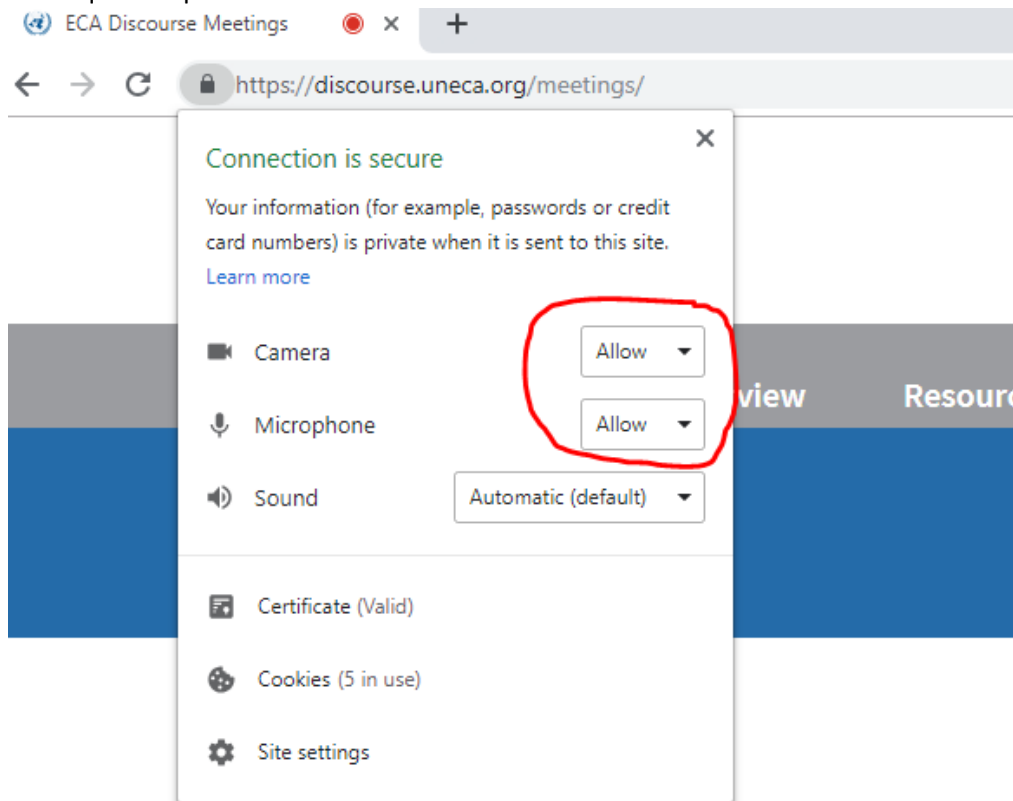 ECA Discourse Meetings
https://discourse.uneca.org/meetings/
Connection is secure
Your information (for example, passwords or credit
card numbers) is private when it is sent to this site.
Learn more
Camera Allow
Microphone Allow
Sound Automatic (default)
view Resourc
Certificate (Valid)
Cookies (5 in use)
Site settings